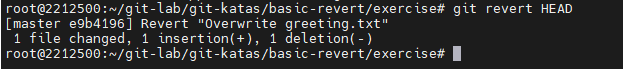 root@2212500:~/git-lab/git-katas/basic-revert/exercise# git revert HEAD
[master e9b4196] Revert "Overwrite greeting.txt"
 1 file changed, 1 insertion(+), 1 deletion(-)
root@2212500:~/git-lab/git-katas/basic-revert/exercise#